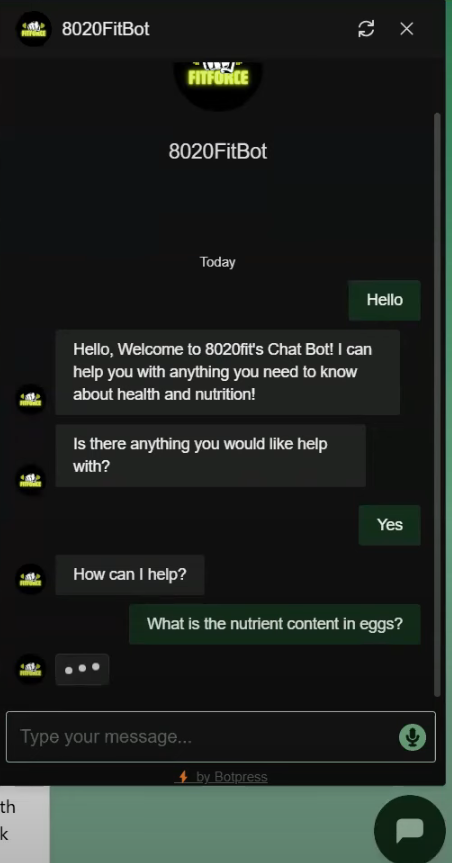 8020FitBot
FITFORCE
8020FitBot
Today
Hello
Hello, Welcome to 8020fit's Chat Bot! I can
help you with anything you need to know
about health and nutrition!
Is there anything you would like help
with?
Yes
How can I help?
What is the nutrient content in eggs?
Type your message...
by Botpress
th
k